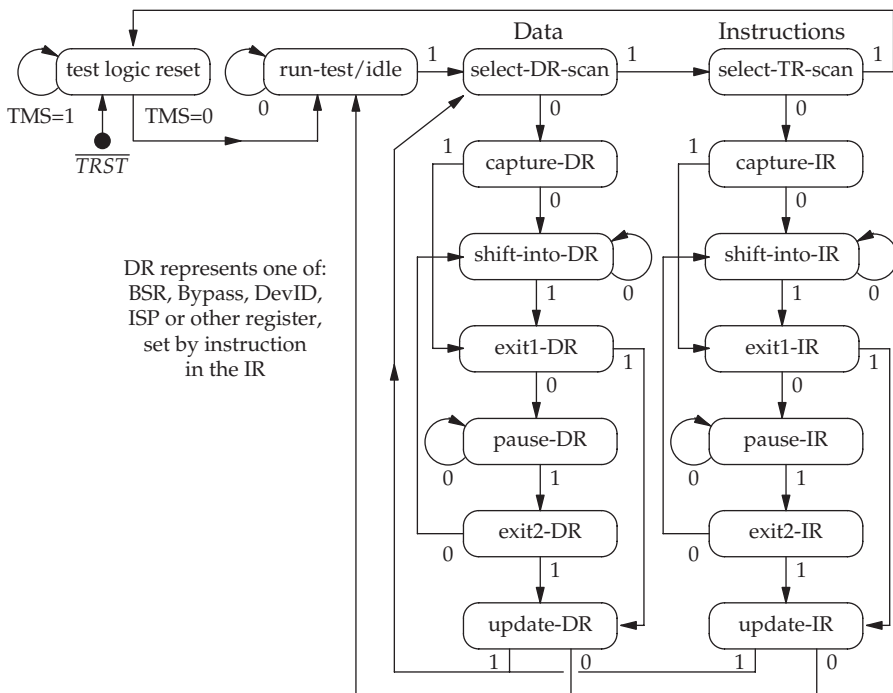 Data
Instructions
test logic reset
run-test/idle
1
select-DR-scan
1
select-TR-scan
1
TMS=1
TMS=0
0
0
0
TRST
1
capture-DR
1
capture-IR
0
0
shift-into-DR
shift-into-IR
DR represents one of:
BSR, Bypass, DevID,
ISP or other register,
set by instruction
in the IR
1
0
1
0
exit1-DR
1
exit1-IR
1
0
0
pause-DR
pause-IR
0
1
0
1
exit2-DR
exit2-IR
0
1
0
1
update-DR
update-IR
1
0
1
0